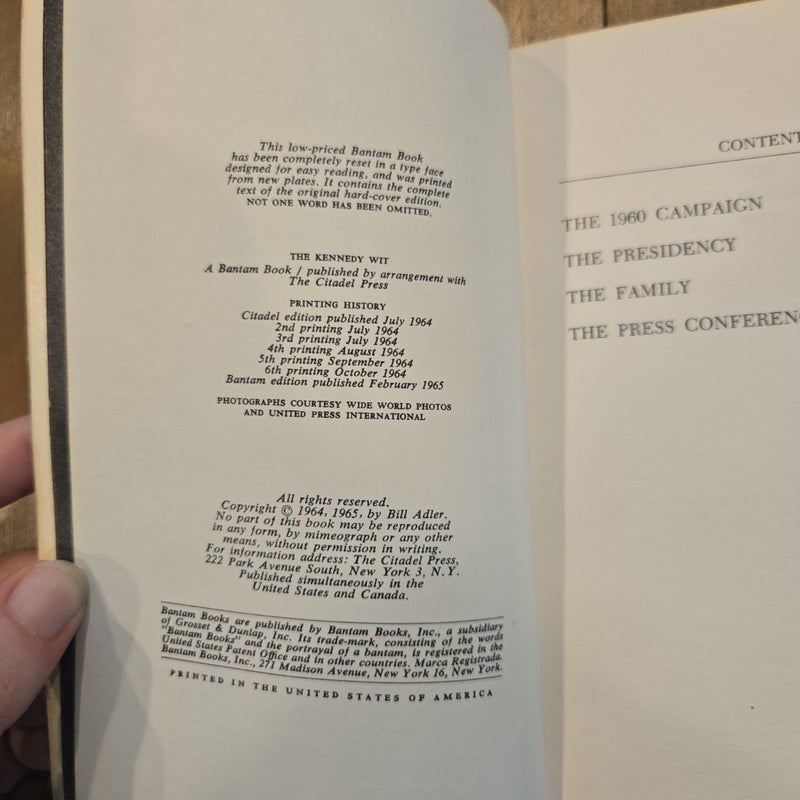 This low-priced Bantam Book
has been completely reset in a type face
designed for easy reading, and was printed
from new plates. It contains the complete
text of the original hard-cover edition.
NOT ONE WORD HAS BEEN OMITTED.
THE KENNEDY WIT
A Bantam Book / published by arrangement with
The Citadel Press
PRINTING HISTORY
Citadel edition published July 1964
2nd printing July 1964
3rd printing July 1964
4th printing August 1964
5th printing September 1964
6th printing October 1964
Bantam edition published February 1965
PHOTOGRAPHS COURTESY WIDE WORLD PHOTOS
AND UNITED PRESS INTERNATIONAL
All rights reserved.
Copyright © 1964, 1965, by Bill Adler.
No part of this book may be reproduced
in any form, by mimeograph or any other
means, without permission in writing.
For information address: The Citadel Press,
222 Park Avenue South, New York 3, N.Y.
Published simultaneously in the
United States and Canada.
Bantam Books are published by Bantam Books, Inc., a subsidiary
of Grosset & Dunlap, Inc. Its trade-mark, consisting of the words
"Bantam Books" and the portrayal of a bantam, is registered in the
United States Patent Office and in other countries. Marca Registrada.
Bantam Books, Inc., 271 Madison Avenue, New York 16, New York.
PRINTED IN THE UNITED STATES OF AMERICA
CONTENT
THE 1960 CAMPAIGN
THE PRESIDENCY
THE FAMILY
THE PRESS CONFEREN